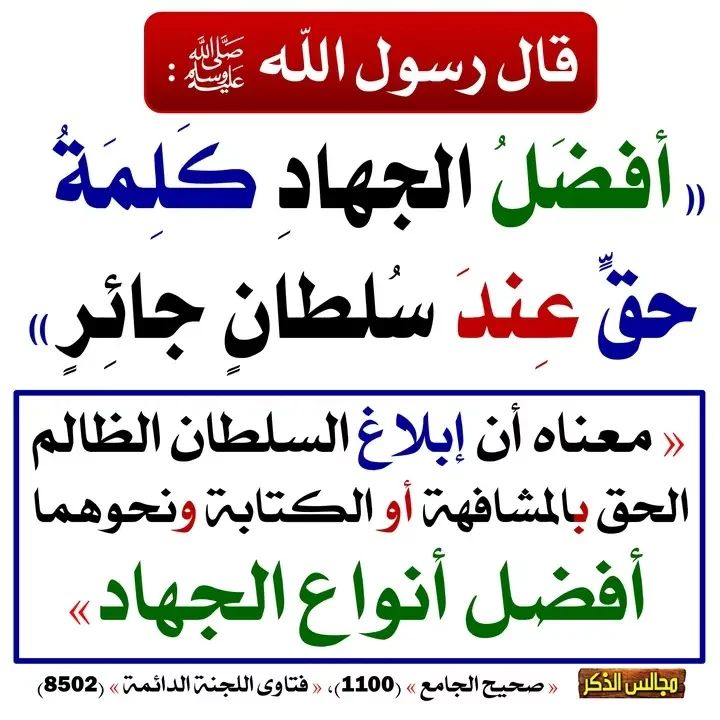 قال رسول الله ﷺ :
(( أفضَلُ الجهادِ كَلِمَةُ
حقٍّ عِندَ سُلطانٍ جائِرٍ ))
« معناه أن إبلاغ السلطان الظالم
الحق بالمشافهة أو الكتابة ونحوهما
أفضل أنواع الجهاد »
مجالس الذكر « صحيح الجامع » (1100)، « فتاوى اللجنة الدائمة » (8502)